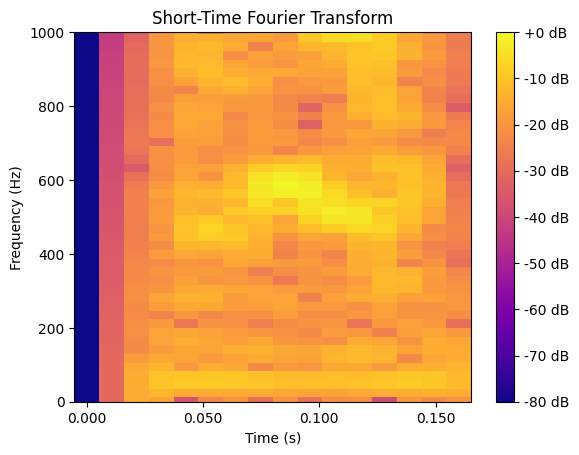 Short-Time Fourier Transform
1000
800
600
400
200
0
Frequency (Hz)
0.000
0.050
0.100
0.150
Time (s)
+0 dB
-10 dB
-20 dB
-30 dB
-40 dB
-50 dB
-60 dB
-70 dB
-80 dB